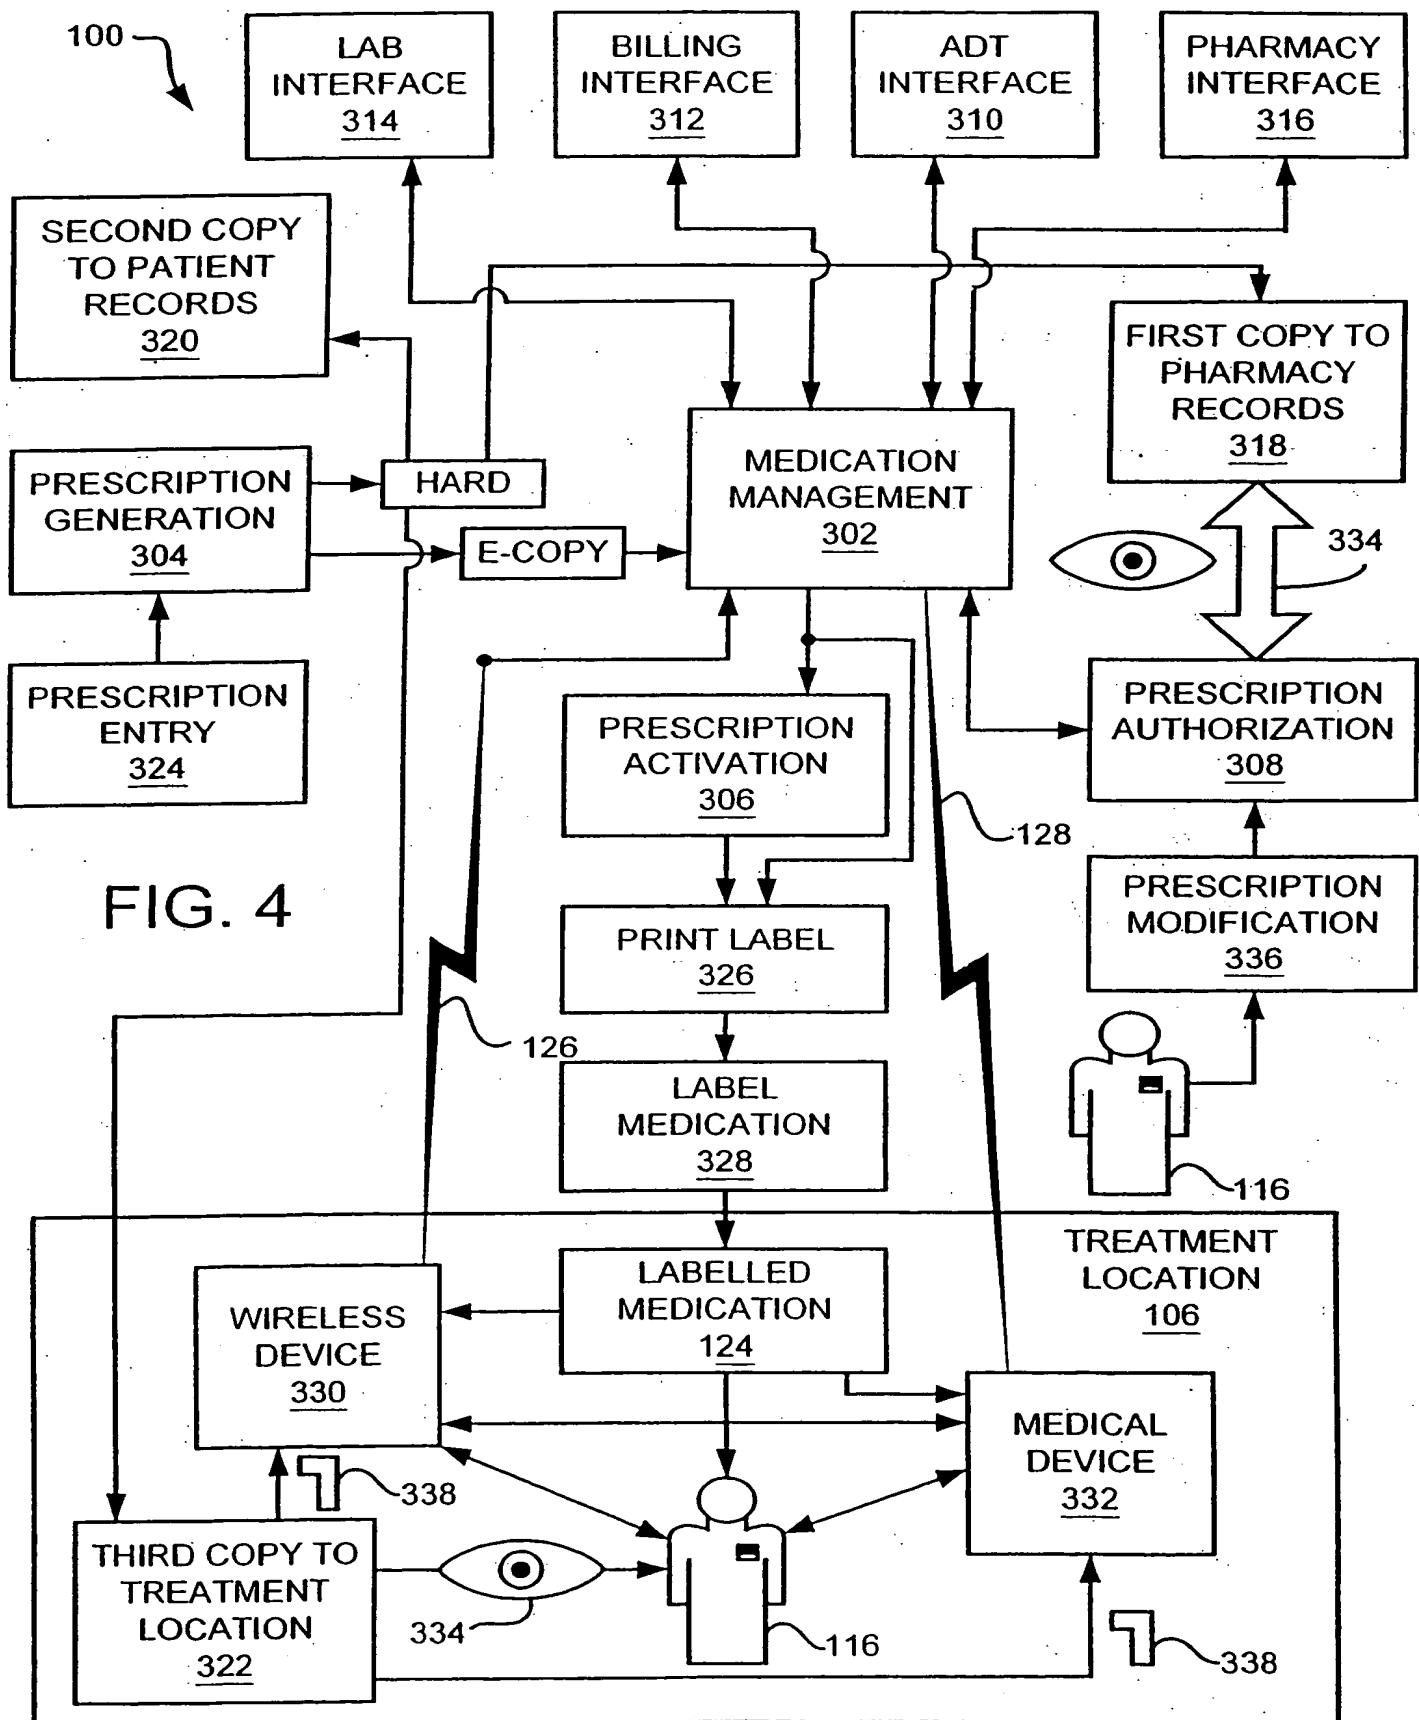 100
LAB
INTERFACE
314
BILLING
INTERFACE
312
ADT
INTERFACE
310
PHARMACY
INTERFACE
316
SECOND COPY
TO PATIENT
RECORDS
320
FIRST COPY TO
PHARMACY
RECORDS
318
PRESCRIPTION
GENERATION
304
HARD
E-COPY
MEDICATION
MANAGEMENT
302
334
PRESCRIPTION
ENTRY
324
PRESCRIPTION
ACTIVATION
306
PRESCRIPTION
AUTHORIZATION
308
128
FIG. 4
PRINT LABEL
326
PRESCRIPTION
MODIFICATION
336
126
LABEL
MEDICATION
328
116
TREATMENT
LOCATION
106
LABELLED
MEDICATION
124
WIRELESS
DEVICE
330
MEDICAL
DEVICE
332
338
THIRD COPY TO
TREATMENT
LOCATION
322
334
116
338